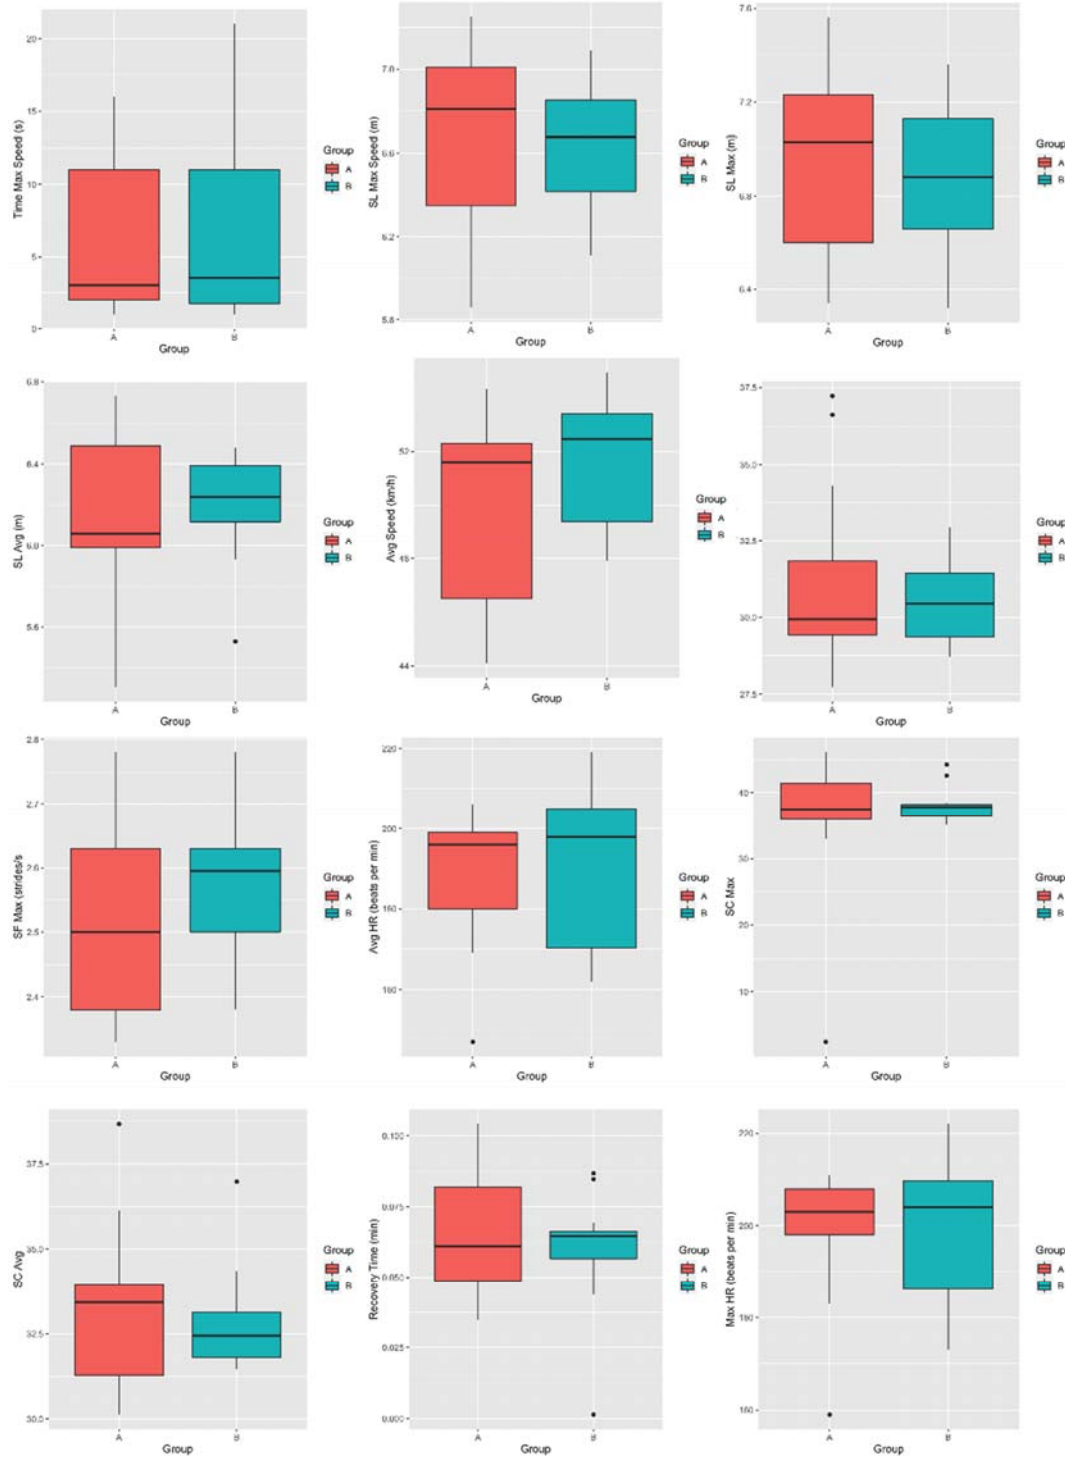 20
15
10
5
0
Time Max Speed (s)
A
B
Group
Group
A
B
7.0
6.6
6.2
5.8
SL Max Speed (m)
A
B
Group
Group
A
B
7.6
7.2
6.8
6.4
SL Max (m)
A
B
Group
Group
A
B
6.8
6.4
6.0
5.6
SL Avg (m)
A
B
Group
Group
A
B
52
48
44
Avg Speed (km/h)
A
B
Group
Group
A
B
37.5
35.0
32.5
30.0
27.5
A
B
Group
Group
A
B
2.8
2.7
2.6
2.5
2.4
SF Max (strides/s
A
B
Group
Group
A
B
220
200
180
160
Avg HR (beats per min)
A
B
Group
Group
A
B
40
30
20
10
SC Max
A
B
Group
Group
A
B
37.5
35.0
32.5
30.0
SC Avg
A
B
Group
Group
A
B
0.100
0.075
0.050
0.025
0.000
Recovery Time (min)
A
B
Group
Group
A
B
220
200
180
160
Max HR (beats per min)
A
B
Group
Group
A
B